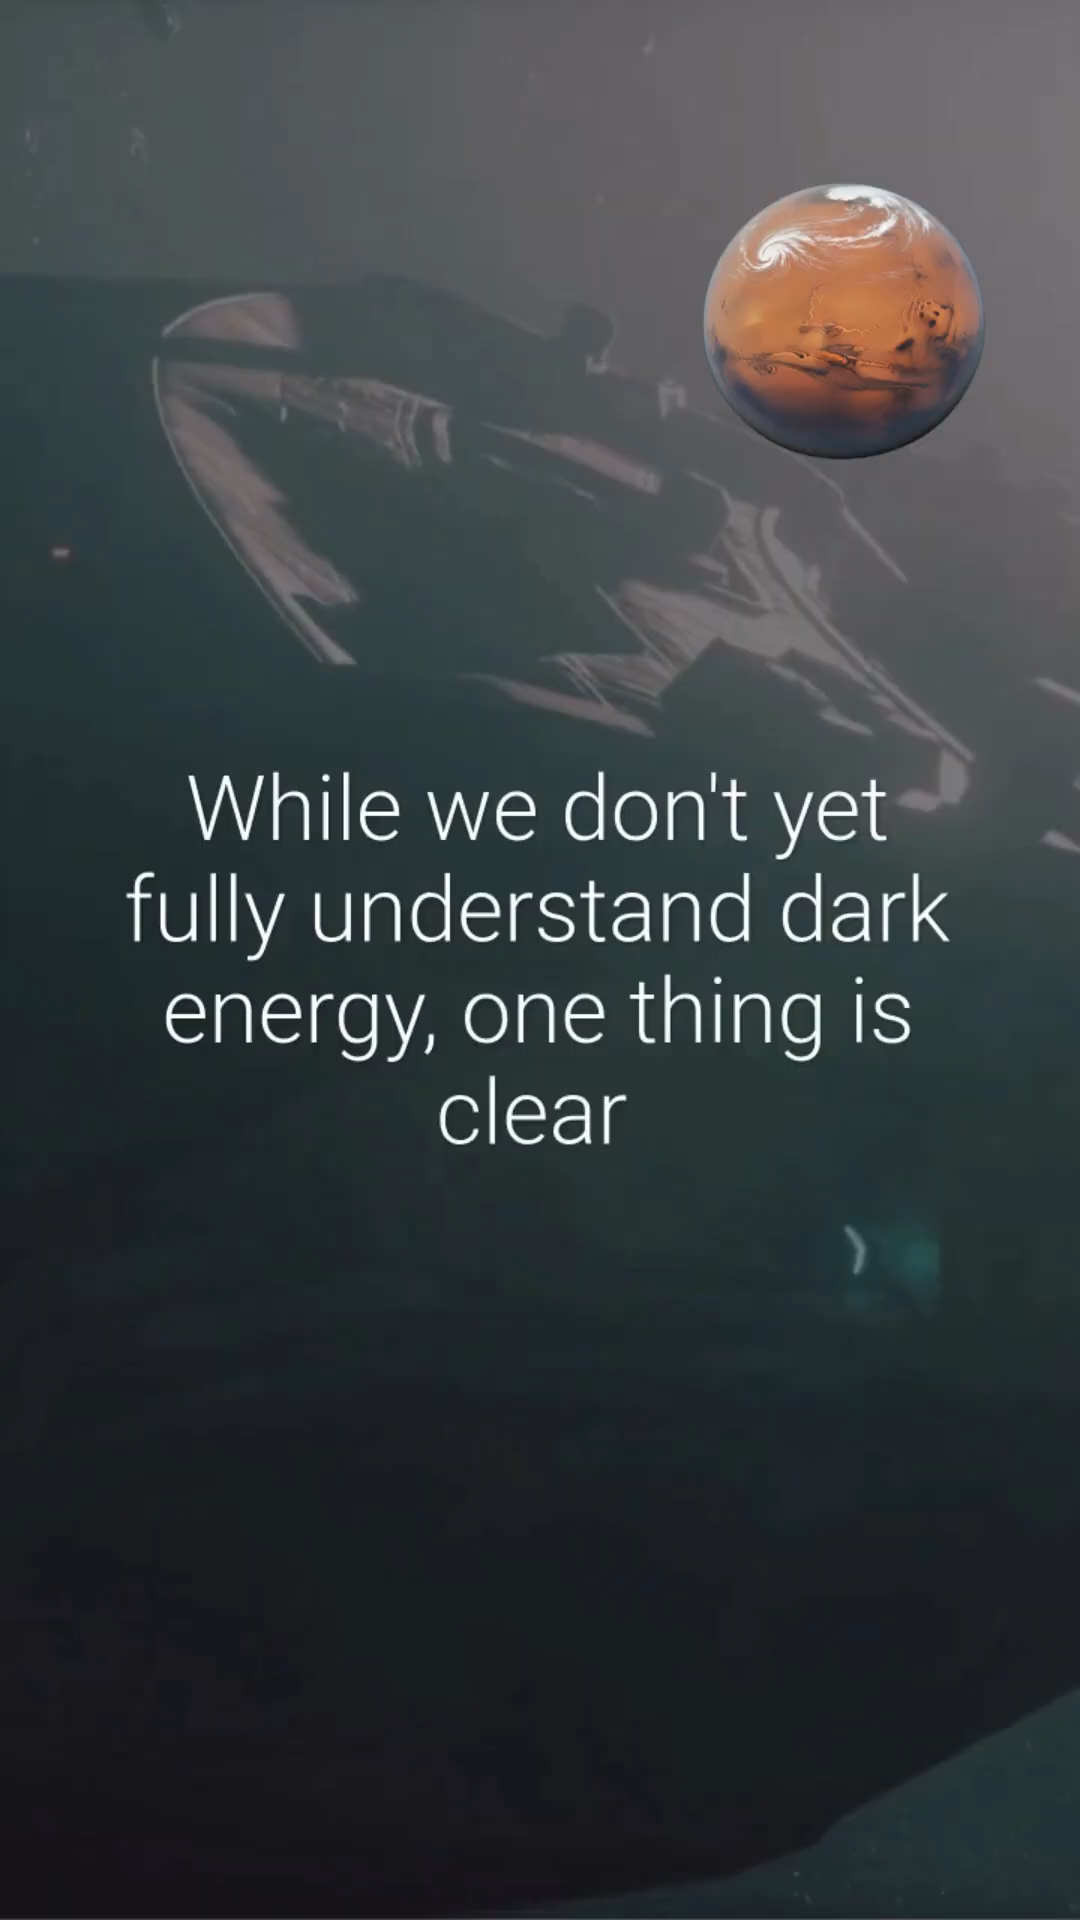 While we don't yet
fully understand dark
energy, one thing is
clear